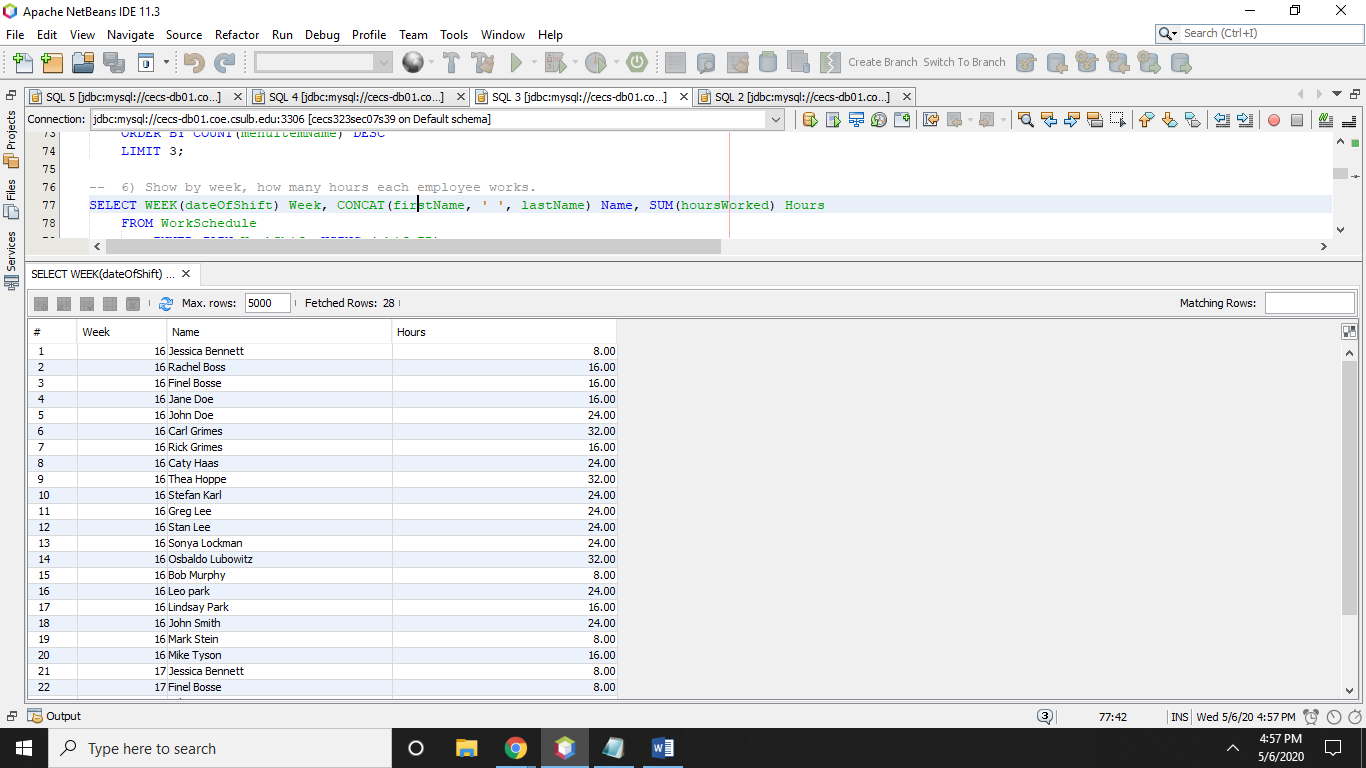 Apache NetBeans IDE 11.3
File Edit View Navigate Source Refactor Run Debug Profile Team Tools Window Help
Search (Ctrl+I)
Create Branch Switch To Branch
SQL 5 [jdbc:mysql://cecs-db01.co...] SQL 4 [jdbc:mysql://cecs-db01.co...] SQL 3 [jdbc:mysql://cecs-db01.co...] SQL 2 [jdbc:mysql://cecs-db01.co...]
Connection: jdbc:mysql://cecs-db01.coe.csulb.edu:3306 [cecs323sec07s39 on Default schema]
Projects
Files
Services
73 ORDER BY COUNT(menuItemName) DESC
74 LIMIT 3;
75
76 -- 6) Show by week, how many hours each employee works.
77 SELECT WEEK(dateOfShift) Week, CONCAT(firstName, ' ', lastName) Name, SUM(hoursWorked) Hours
78 FROM WorkSchedule
SELECT WEEK(dateOfShift) ...
Max. rows: 5000 Fetched Rows: 28 Matching Rows:
# Week Name Hours
1 16 Jessica Bennett 8.00
2 16 Rachel Boss 16.00
3 16 Finel Bosse 16.00
4 16 Jane Doe 16.00
5 16 John Doe 24.00
6 16 Carl Grimes 32.00
7 16 Rick Grimes 16.00
8 16 Caty Haas 24.00
9 16 Thea Hoppe 32.00
10 16 Stefan Karl 24.00
11 16 Greg Lee 24.00
12 16 Stan Lee 24.00
13 16 Sonya Lockman 24.00
14 16 Osbaldo Lubowitz 32.00
15 16 Bob Murphy 8.00
16 16 Leo park 24.00
17 16 Lindsay Park 16.00
18 16 John Smith 24.00
19 16 Mark Stein 8.00
20 16 Mike Tyson 16.00
21 17 Jessica Bennett 8.00
22 17 Finel Bosse 8.00
Output
3 77:42 INS Wed 5/6/20 4:57 PM
Type here to search
4:57 PM
5/6/2020